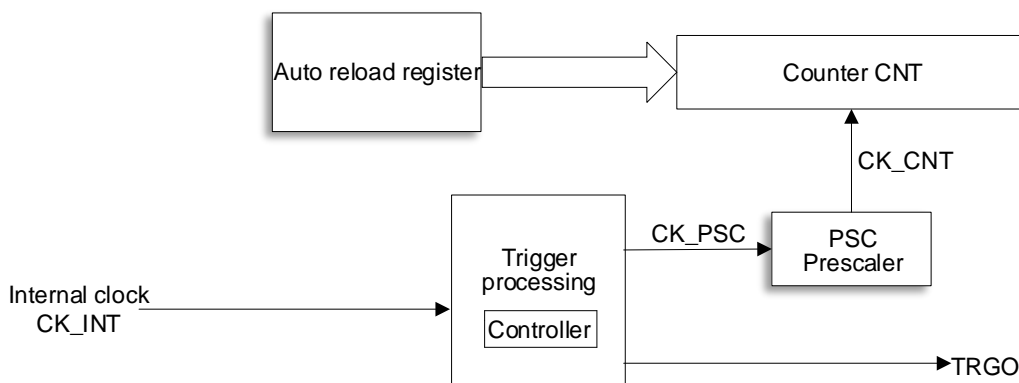 Auto reload register
Counter CNT
CK_CNT
CK_PSC
PSC
Prescaler
Trigger
processing
Controller
Internal clock
CK_INT
TRGO